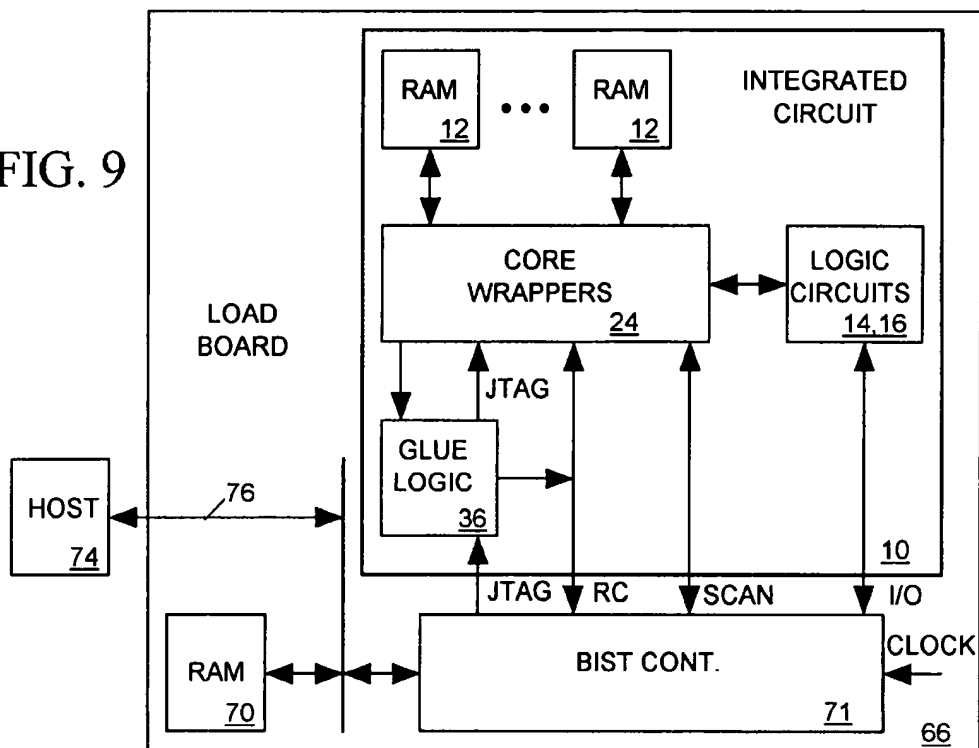 FIG. 9
RAM
12
RAM
12
INTEGRATED
CIRCUIT
CORE
WRAPPERS
24
LOGIC
CIRCUITS
14,16
LOAD
BOARD
JTAG
GLUE
LOGIC
36
HOST
74
76
10
JTAG
RC
SCAN
I/O
CLOCK
RAM
70
BIST CONT.
71
66